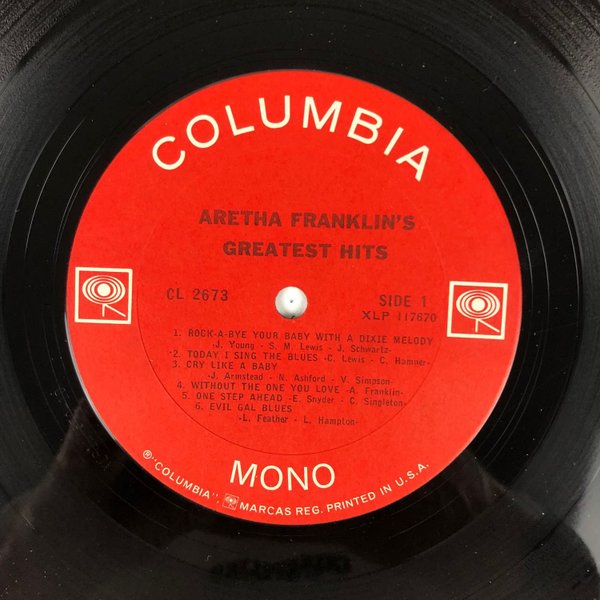 COLUMBIA
ARETHA FRANKLIN'S
GREATEST HITS
CL 2673
SIDE 1
XLP 117670
1. ROCK-A-BYE YOUR BABY WITH A DIXIE MELODY
-J. Young - S. M. Lewis - J. Schwartz-
2. TODAY I SING THE BLUES -C. Lewis - C. Hamner-
3. CRY LIKE A BABY
-J. Armstead - N. Ashford - V. Simpson-
4. WITHOUT THE ONE YOU LOVE -A. Franklin-
5. ONE STEP AHEAD -E. Snyder - C. Singleton-
6. EVIL GAL BLUES
-L. Feather - L. Hampton-
MONO
®"COLUMBIA", MARCAS REG. PRINTED IN U.S.A.